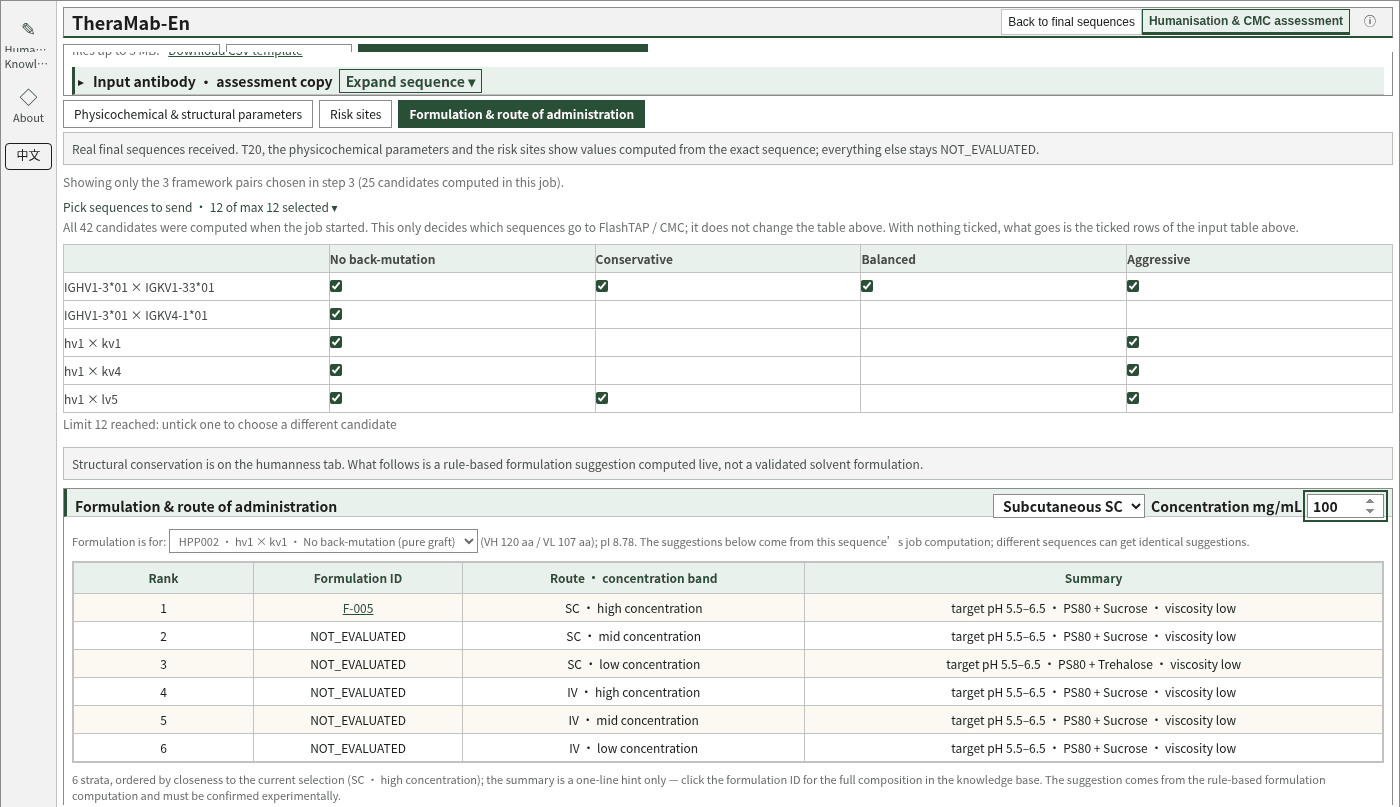 TheraMab-En
Back to final sequences
Humanisation & CMC assessment
ⓘ
✎
Huma…
Knowl…
◇
About
中文
files up to 5 MB. Download CSV template
▸ Input antibody · assessment copy Expand sequence ▾
Physicochemical & structural parameters
Risk sites
Formulation & route of administration
Real final sequences received. T20, the physicochemical parameters and the risk sites show values computed from the exact sequence; everything else stays NOT_EVALUATED.
Showing only the 3 framework pairs chosen in step 3 (25 candidates computed in this job).
Pick sequences to send · 12 of max 12 selected ▾
All 42 candidates were computed when the job started. This only decides which sequences go to FlashTAP / CMC; it does not change the table above. With nothing ticked, what goes is the ticked rows of the input table above.
No back-mutation Conservative Balanced Aggressive
IGHV1-3*01 × IGKV1-33*01
IGHV1-3*01 × IGKV4-1*01
hv1 × kv1
hv1 × kv4
hv1 × lv5
Limit 12 reached: untick one to choose a different candidate
Structural conservation is on the humanness tab. What follows is a rule-based formulation suggestion computed live, not a validated solvent formulation.
Formulation & route of administration Subcutaneous SC Concentration mg/mL 100
Formulation is for: HPP002 · hv1 × kv1 · No back-mutation (pure graft) (VH 120 aa / VL 107 aa); pI 8.78. The suggestions below come from this sequence’s job computation; different sequences can get identical suggestions.
Rank Formulation ID Route · concentration band Summary
1 F-005 SC · high concentration target pH 5.5–6.5 · PS80 + Sucrose · viscosity low
2 NOT_EVALUATED SC · mid concentration target pH 5.5–6.5 · PS80 + Sucrose · viscosity low
3 NOT_EVALUATED SC · low concentration target pH 5.5–6.5 · PS80 + Trehalose · viscosity low
4 NOT_EVALUATED IV · high concentration target pH 5.5–6.5 · PS80 + Sucrose · viscosity low
5 NOT_EVALUATED IV · mid concentration target pH 5.5–6.5 · PS80 + Sucrose · viscosity low
6 NOT_EVALUATED IV · low concentration target pH 5.5–6.5 · PS80 + Sucrose · viscosity low
6 strata, ordered by closeness to the current selection (SC · high concentration); the summary is a one-line hint only — click the formulation ID for the full composition in the knowledge base. The suggestion comes from the rule-based formulation
computation and must be confirmed experimentally.